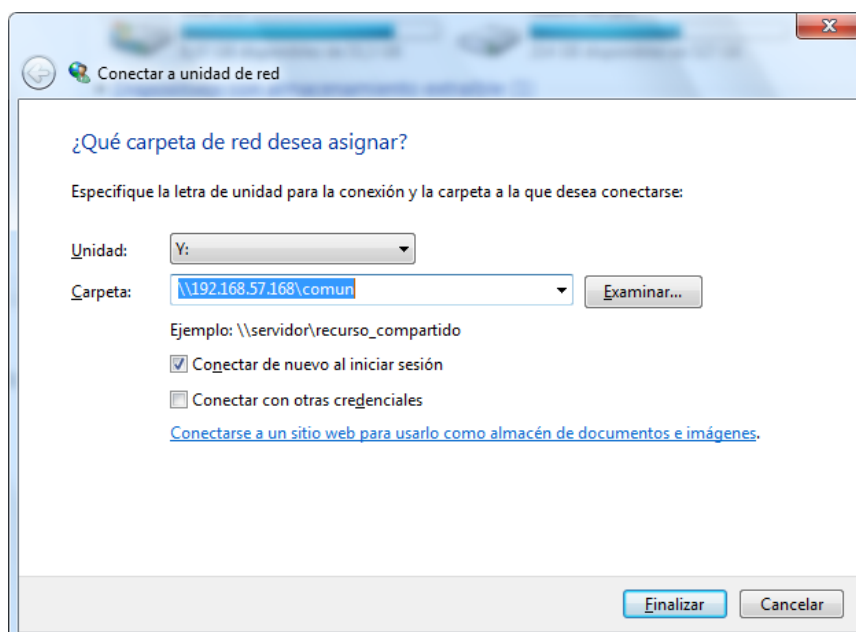 Conectar a unidad de red
¿Qué carpeta de red desea asignar?
Especifique la letra de unidad para la conexión y la carpeta a la que desea conectarse:
Unidad: Y:
Carpeta: \\192.168.57.168\comun Examinar...
Ejemplo: \\servidor\recurso_compartido
Conectar de nuevo al iniciar sesión
Conectar con otras credenciales
Conectarse a un sitio web para usarlo como almacén de documentos e imágenes.
Finalizar Cancelar